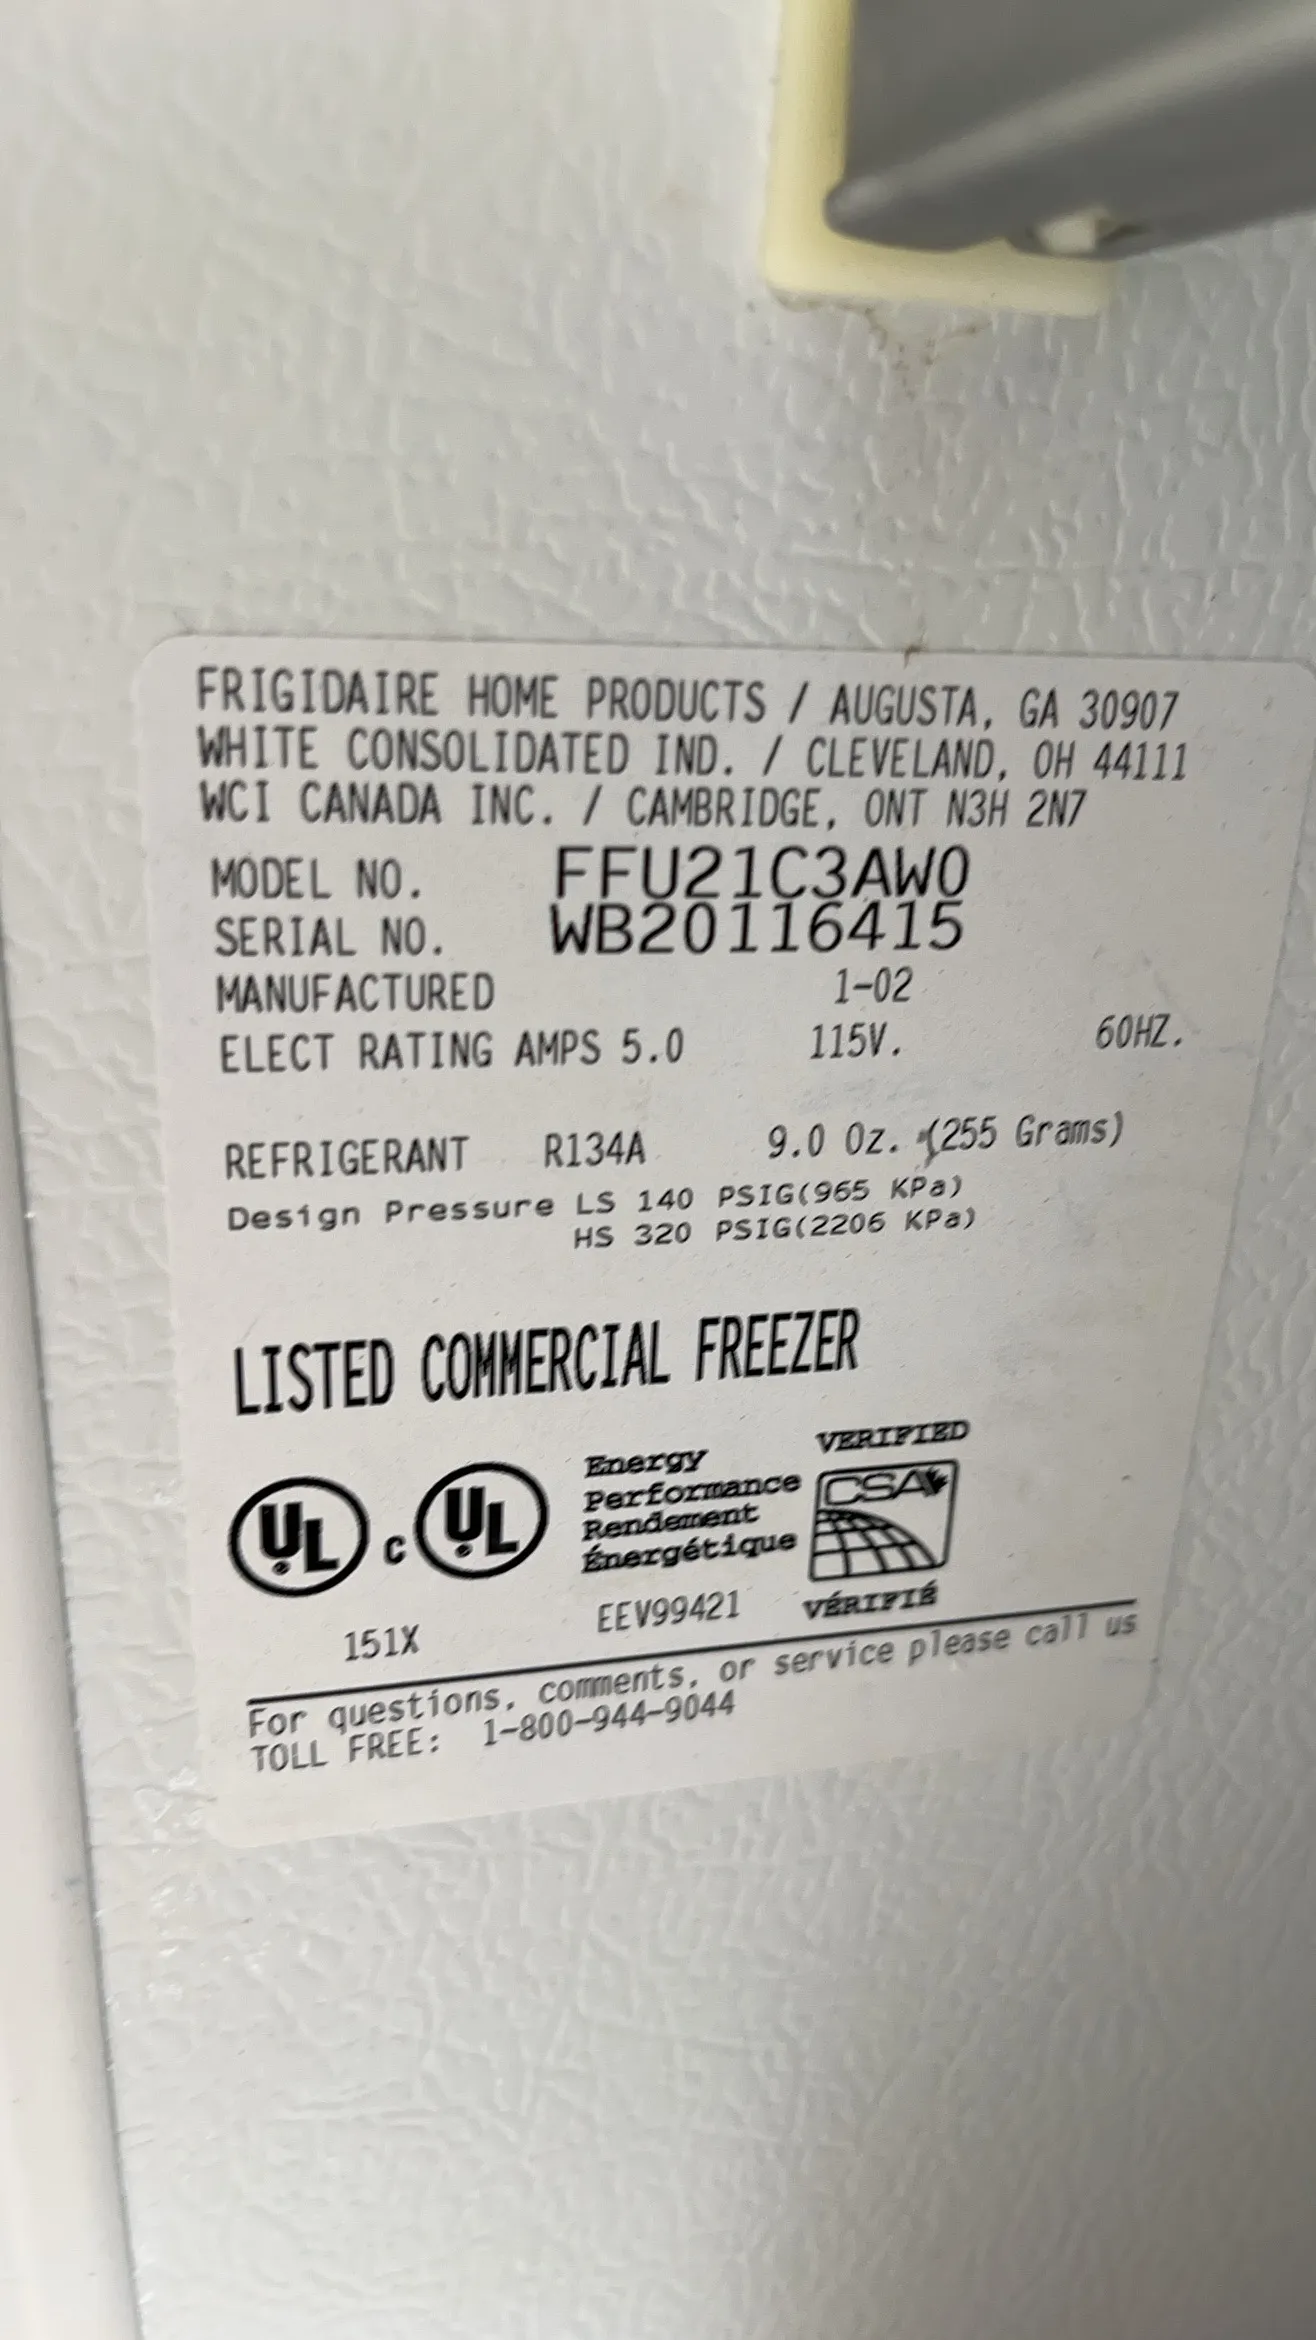 FRIGIDAIRE HOME PRODUCTS / AUGUSTA, GA 30907
WHITE CONSOLIDATED IND. / CLEVELAND, OH 44111
WCI CANADA INC. / CAMBRIDGE, ONT N3H 2N7
MODEL NO. FFU21C3AW0
SERIAL NO. WB20116415
MANUFACTURED 1-02
ELECT RATING AMPS 5.0 115V. 60HZ.
REFRIGERANT R134A 9.0 Oz. (255 Grams)
Design Pressure LS 140 PSIG(965 KPa)
HS 320 PSIG(2206 KPa)
LISTED COMMERCIAL FREEZER
UL c UL
Energy
Performance
Rendement
Énergétique
VERIFIED
CSA
VÉRIFIÉ
151X
EEV99421
For questions, comments, or service please call us
TOLL FREE: 1-800-944-9044